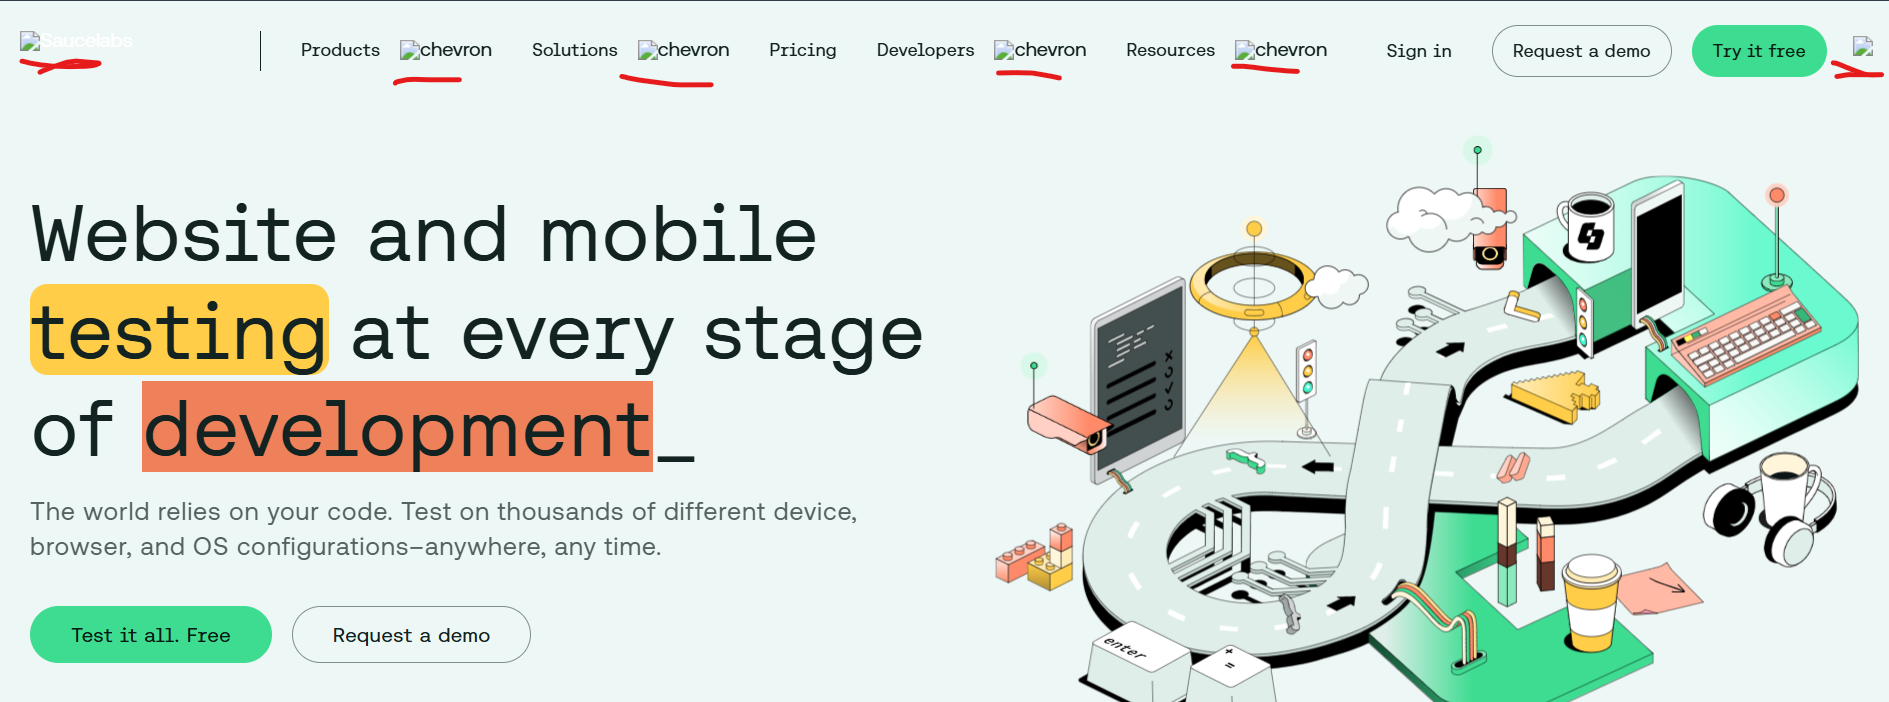 Saucelabs
Products chevron Solutions chevron Pricing Developers chevron Resources chevron Sign in Request a demo Try it free
Website and mobile
testing at every stage
of development_
The world relies on your code. Test on thousands of different device,
browser, and OS configurations–anywhere, any time.
Test it all. Free Request a demo
enter
+
=